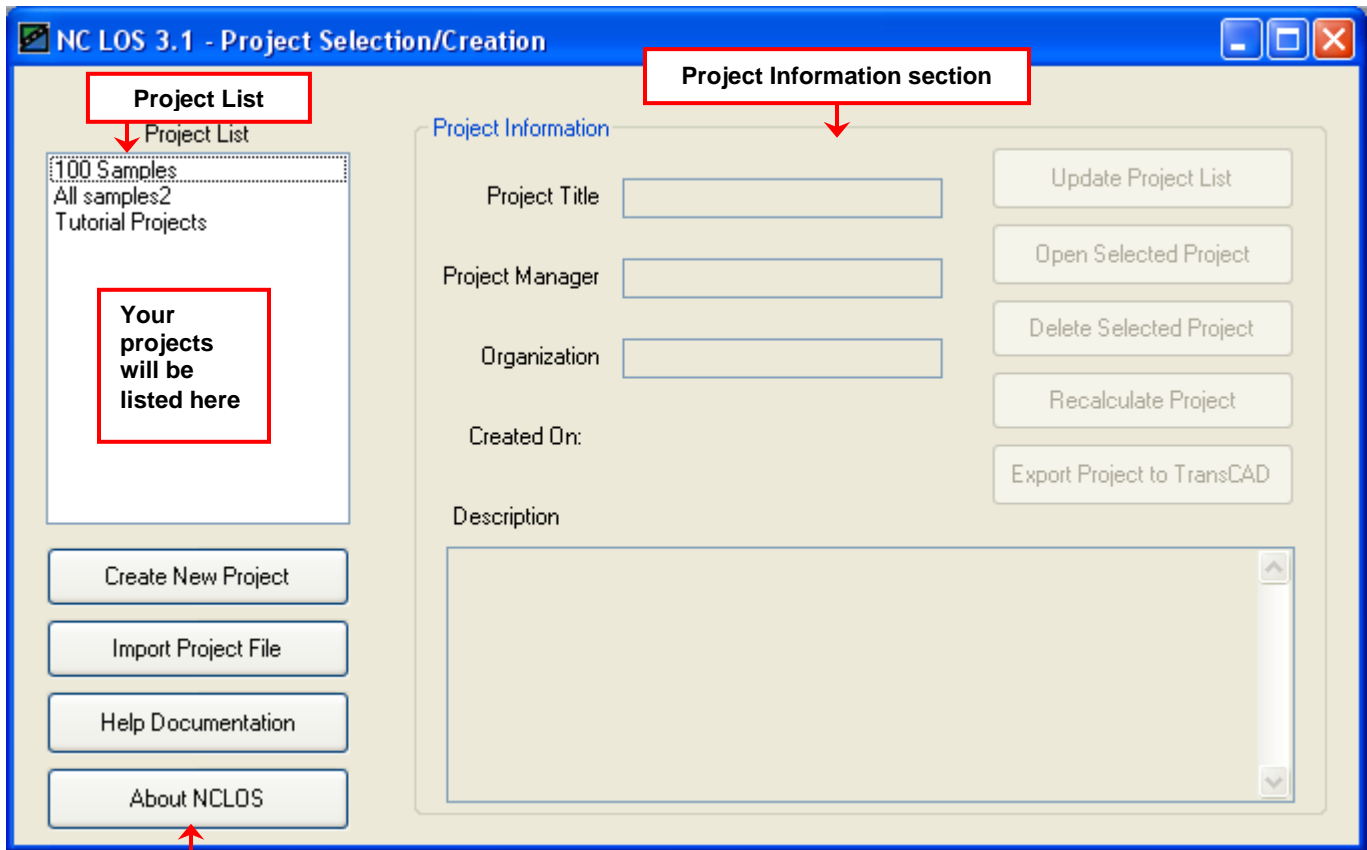 NC LOS 3.1 - Project Selection/Creation
Project List
Project Information section
Project List
100 Samples
All samples2
Tutorial Projects
Your
projects
will be
listed here
Create New Project
Import Project File
Help Documentation
About NCLOS
Project Information
Project Title
Project Manager
Organization
Created On:
Description
Update Project List
Open Selected Project
Delete Selected Project
Recalculate Project
Export Project to TransCAD